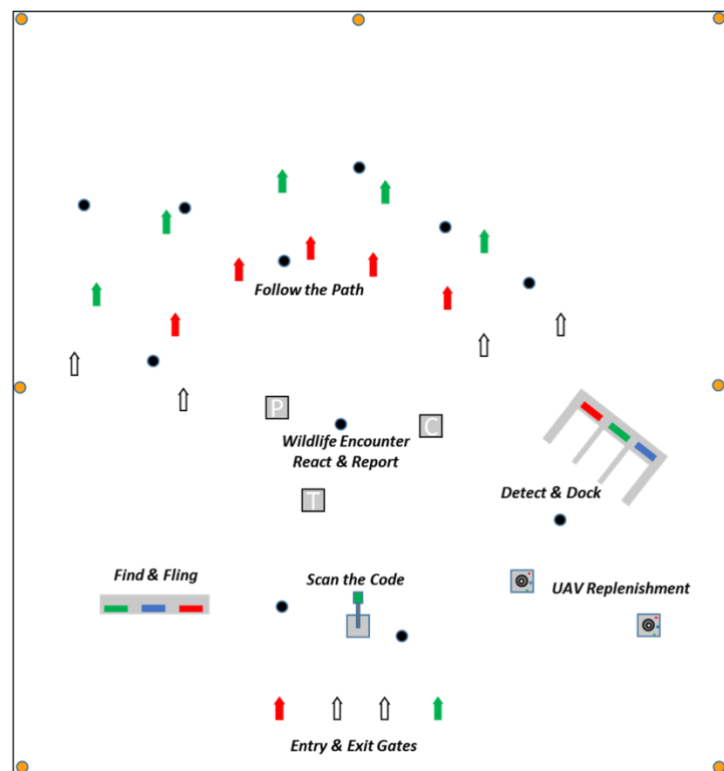 Follow the Path
P
C
Wildlife Encounter
React & Report
T
Detect & Dock
Find & Fling
Scan the Code
UAV Replenishment
Entry & Exit Gates